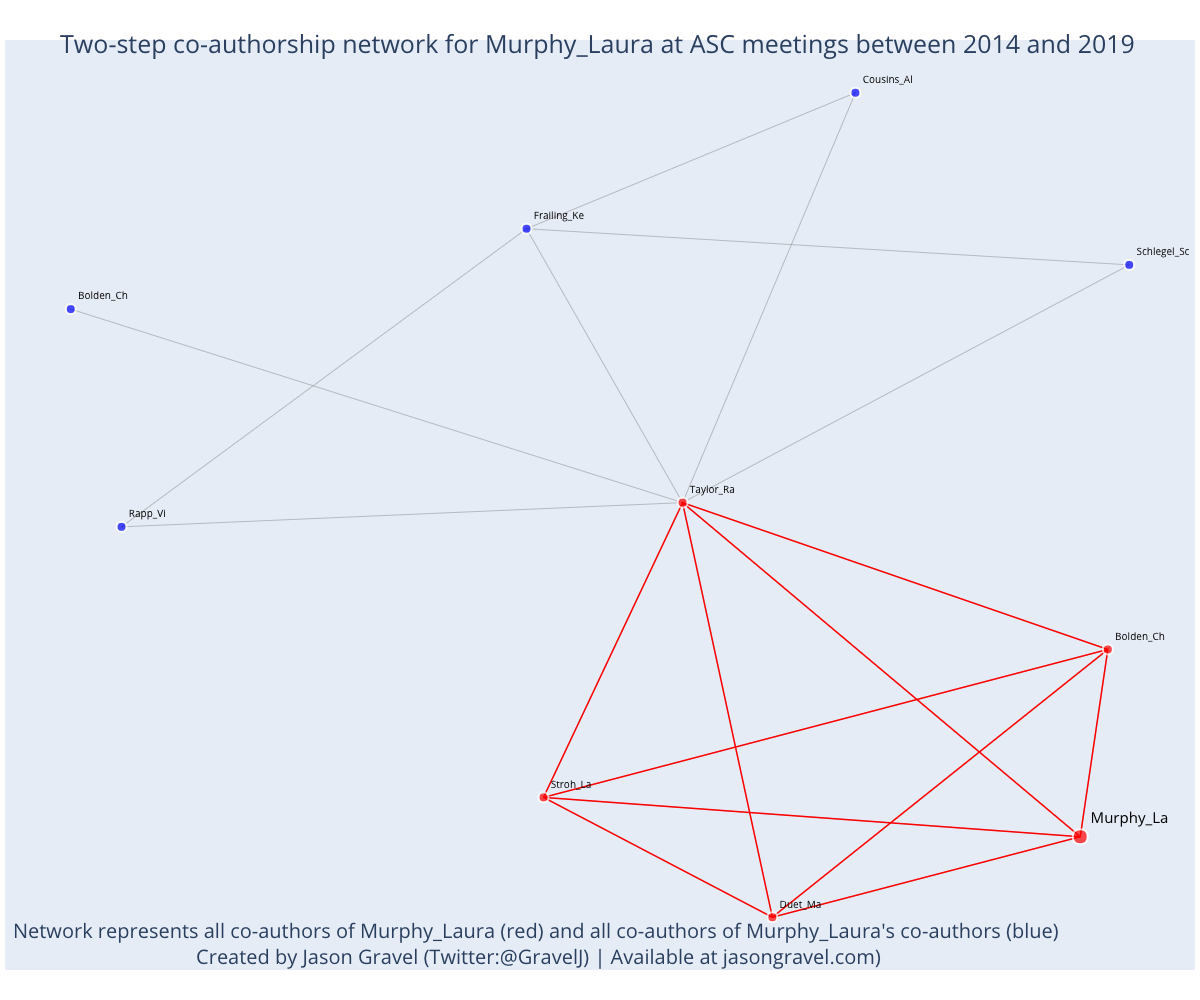 Two-step co-authorship network for Murphy_Laura at ASC meetings between 2014 and 2019
Cousins_Al
Frailing_Ke
Schlegel_Sc
Bolden_Ch
Taylor_Ra
Rapp_Vi
Bolden_Ch
Stroh_La
Murphy_La
Duet_Ma
Network represents all co-authors of Murphy_Laura (red) and all co-authors of Murphy_Laura's co-authors (blue)
Created by Jason Gravel (Twitter:@GravelJ) | Available at jasongravel.com)